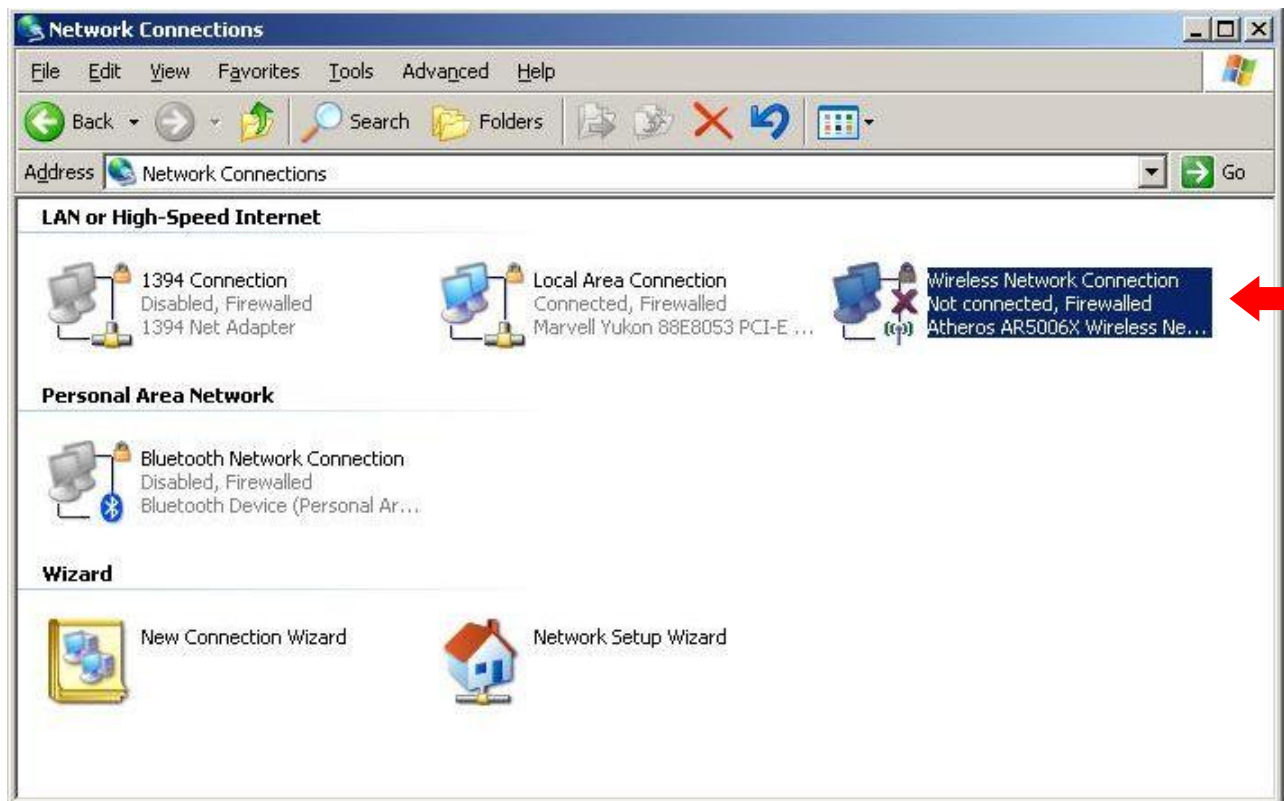 Network Connections
File Edit View Favorites Tools Advanced Help
Back Search Folders
Address Network Connections Go
LAN or High-Speed Internet
1394 Connection
Disabled, Firewalled
1394 Net Adapter
Local Area Connection
Connected, Firewalled
Marvell Yukon 88E8053 PCI-E ...
Wireless Network Connection
Not connected, Firewalled
Atheros AR5006X Wireless Ne...
Personal Area Network
Bluetooth Network Connection
Disabled, Firewalled
Bluetooth Device (Personal Ar...
Wizard
New Connection Wizard
Network Setup Wizard